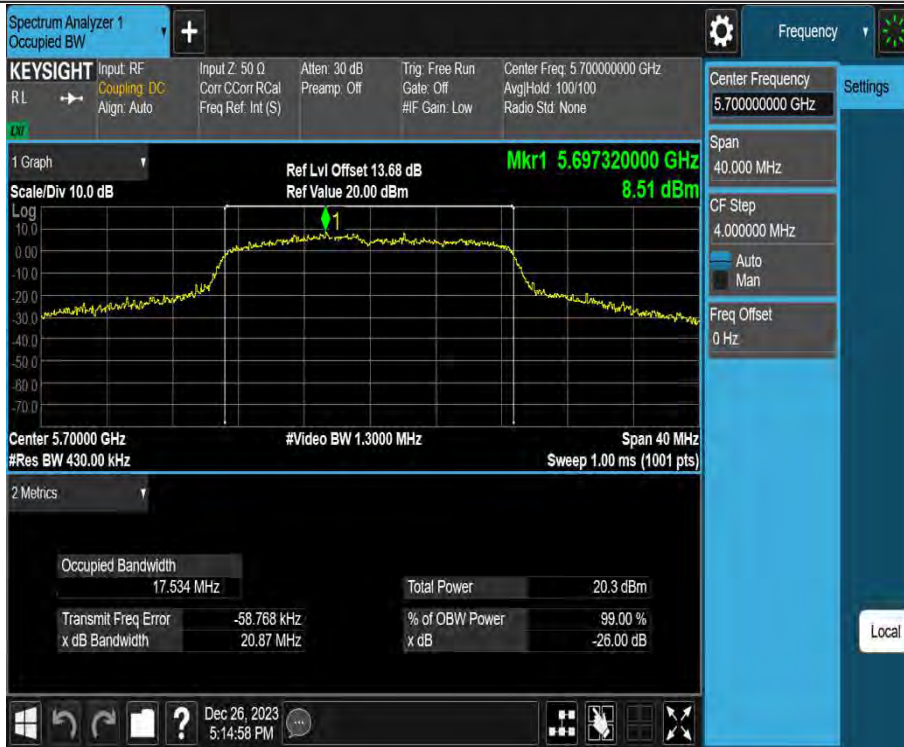 Spectrum Analyzer 1
Occupied BW
+
Frequency
KEYSIGHT
RL
LXI
Input: RF
Coupling: DC
Align: Auto
Input Z: 50 Ω
Corr CCorr RCal
Freq Ref: Int (S)
Atten: 30 dB
Preamp: Off
Trig: Free Run
Gate: Off
#IF Gain: Low
Center Freq: 5.700000000 GHz
Avg|Hold: 100/100
Radio Std: None
Center Frequency
5.700000000 GHz
Settings
Span
40.000 MHz
CF Step
4.000000 MHz
Auto
Man
Freq Offset
0 Hz
Local
1 Graph
Scale/Div 10.0 dB
Ref Lvl Offset 13.68 dB
Ref Value 20.00 dBm
Mkr1 5.697320000 GHz
8.51 dBm
Log
10.0
0.00
-10.0
-20.0
-30.0
-40.0
-50.0
-60.0
-70.0
1
Center 5.70000 GHz
#Res BW 430.00 kHz
#Video BW 1.3000 MHz
Span 40 MHz
Sweep 1.00 ms (1001 pts)
2 Metrics
Occupied Bandwidth
17.534 MHz
Total Power 20.3 dBm
Transmit Freq Error -58.768 kHz
% of OBW Power 99.00 %
x dB Bandwidth 20.87 MHz
x dB -26.00 dB
?
Dec 26, 2023
5:14:58 PM